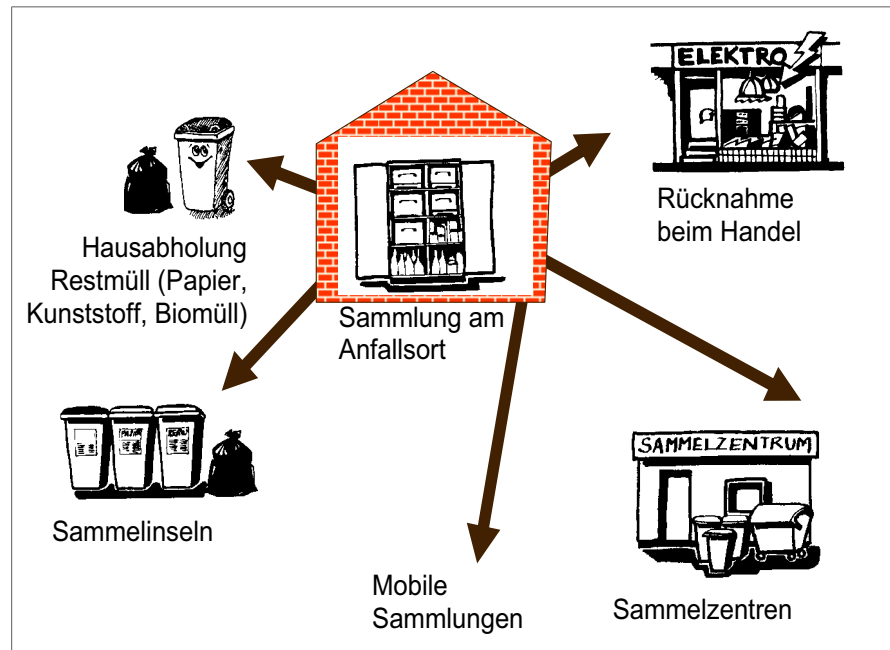 ELEKTRO
Rücknahme
beim Handel
Hausabholung
Restmüll (Papier,
Kunststoff, Biomüll)
Sammlung am
Anfallsort
Sammelinseln
SAMMELZENTRUM
Mobile
Sammlungen
Sammelzentren